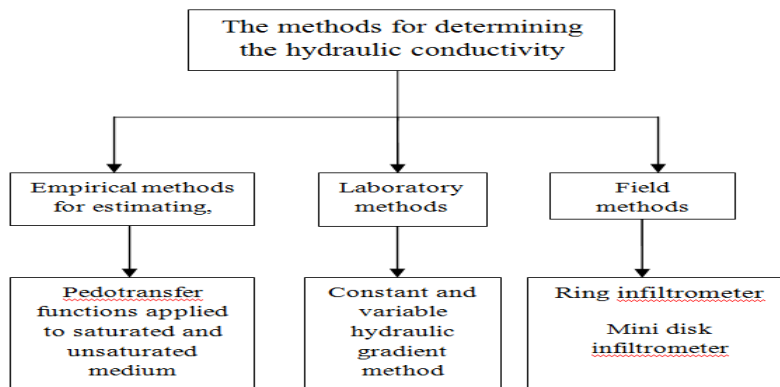 The methods for determining
the hydraulic conductivity
Empirical methods
for estimating,
Laboratory
methods
Field
methods
Pedotransfer
functions applied
to saturated and
unsaturated
medium
Constant and
variable
hydraulic
gradient
method
Ring infiltrometer
Mini disk
infiltrometer